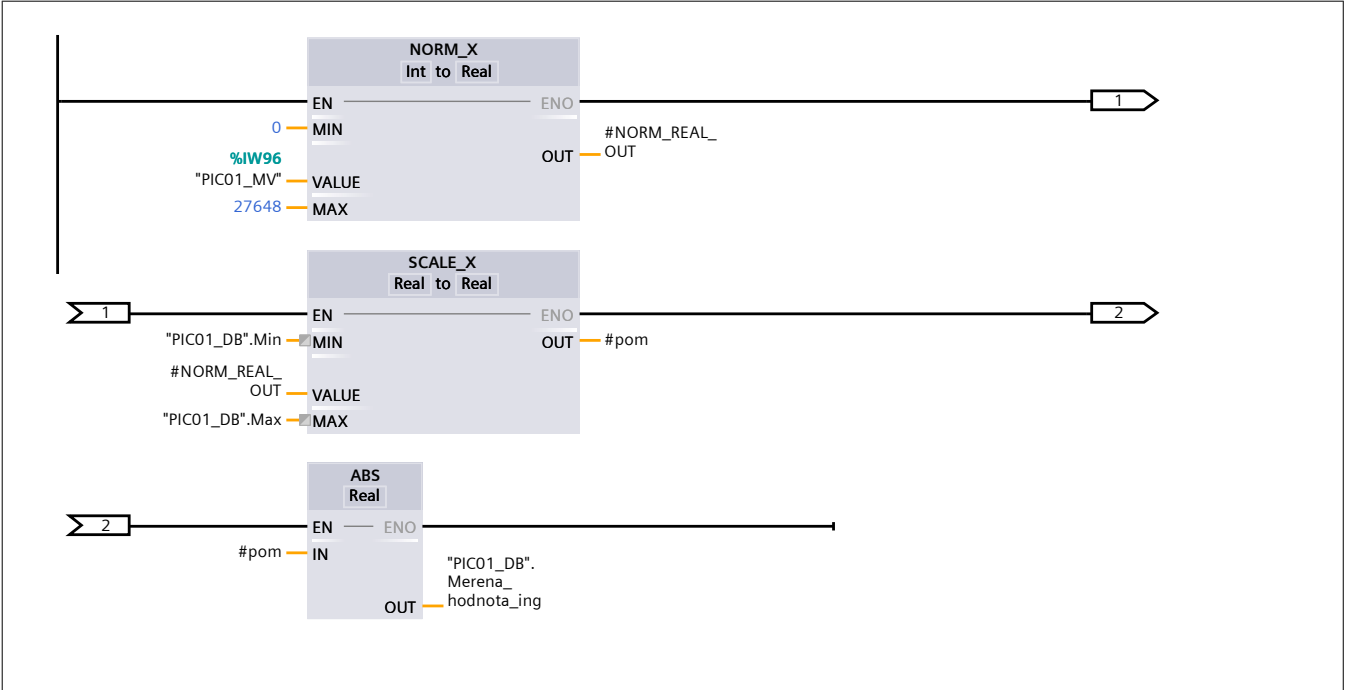 NORM_X
Int to Real
EN ENO
0 MIN
#NORM_REAL_
OUT
%IW96
OUT
"PIC01_MV" VALUE
27648 MAX
1
SCALE_X
Real to Real
1
EN ENO
2
"PIC01_DB".Min MIN
OUT #pom
#NORM_REAL_
OUT VALUE
"PIC01_DB".Max MAX
ABS
Real
2
EN ENO
#pom IN
"PIC01_DB".
Merena_
hodnota_ing
OUT